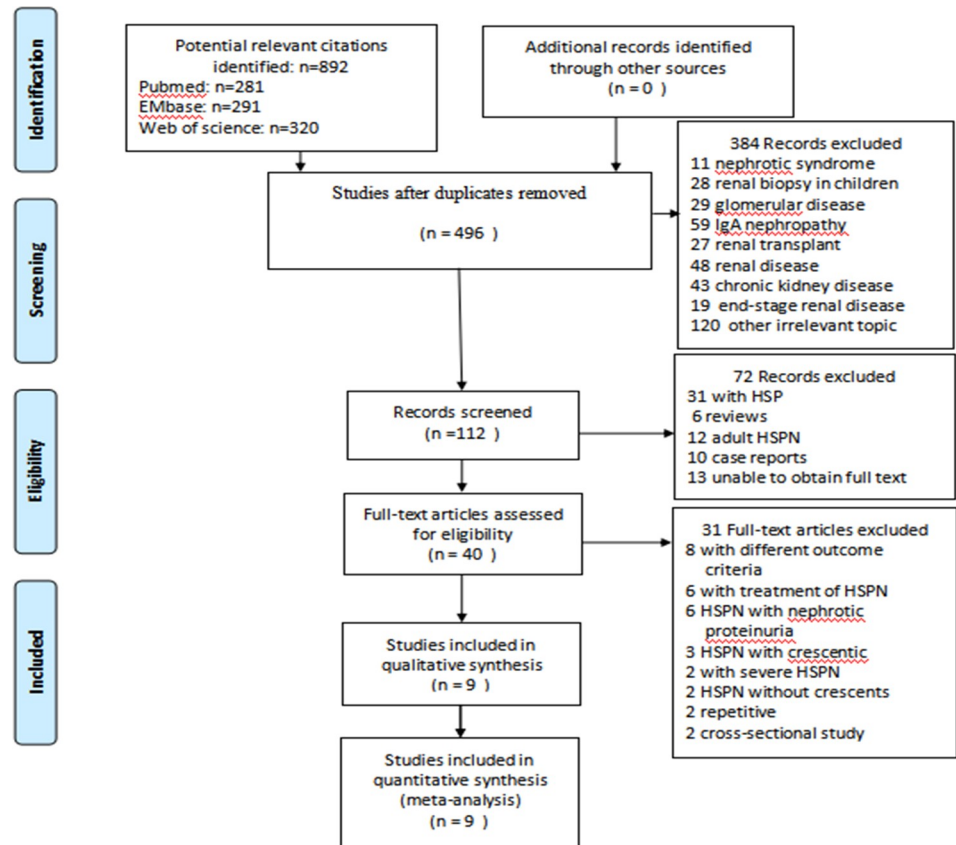 Identification
Potential relevant citations
identified: n=892
Pubmed: n=281
EMbase: n=291
Web of science: n=320
Additional records identified
through other sources
(n = 0 )
384 Records excluded
11 nephrotic syndrome
28 renal biopsy in children
29 glomerular disease
59 IgA nephropathy
27 renal transplant
48 renal disease
43 chronic kidney disease
19 end-stage renal disease
120 other irrelevant topic
Screening
Studies after duplicates removed
(n = 496 )
Eligibility
Records screened
(n =112 )
72 Records excluded
31 with HSP
6 reviews
12 adult HSPN
10 case reports
13 unable to obtain full text
Full-text articles assessed
for eligibility
(n = 40 )
31 Full-text articles excluded
8 with different outcome
criteria
6 with treatment of HSPN
6 HSPN with nephrotic
proteinuria
3 HSPN with crescentic
2 with severe HSPN
2 HSPN without crescents
2 repetitive
2 cross-sectional study
Included
Studies included in
qualitative synthesis
(n = 9 )
Studies included in
quantitative synthesis
(meta-analysis)
(n = 9 )